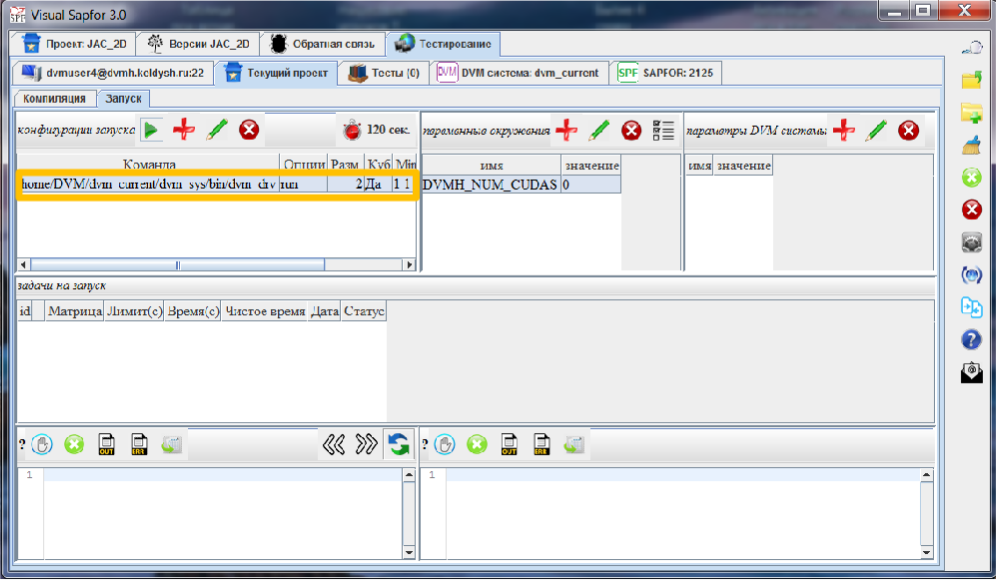 Visual Sapfor 3.0
Проект: JAC_2D Версии JAC_2D Обратная связь Тестирование
dvmuser4@dvmh.keldysh.ru:22 Текущий проект Тесты (0) DVM DVM система: dvm_current SPF SAPFOR: 2125
Компиляция Запуск
конфигурации запуска 120 сек. переменные окружения параметры DVM системы
Команда Опции Разм Куб Min имя значение имя значение
home/DVM/dvm_current/dvm_sys/bin/dvm_drv run 2 Да 1 1 DVMH_NUM_CUDAS 0
задачи на запуск
id Матрица Лимит(с) Время(с) Чистое время Дата Статус
? OUT ERR ? OUT ERR
1 1